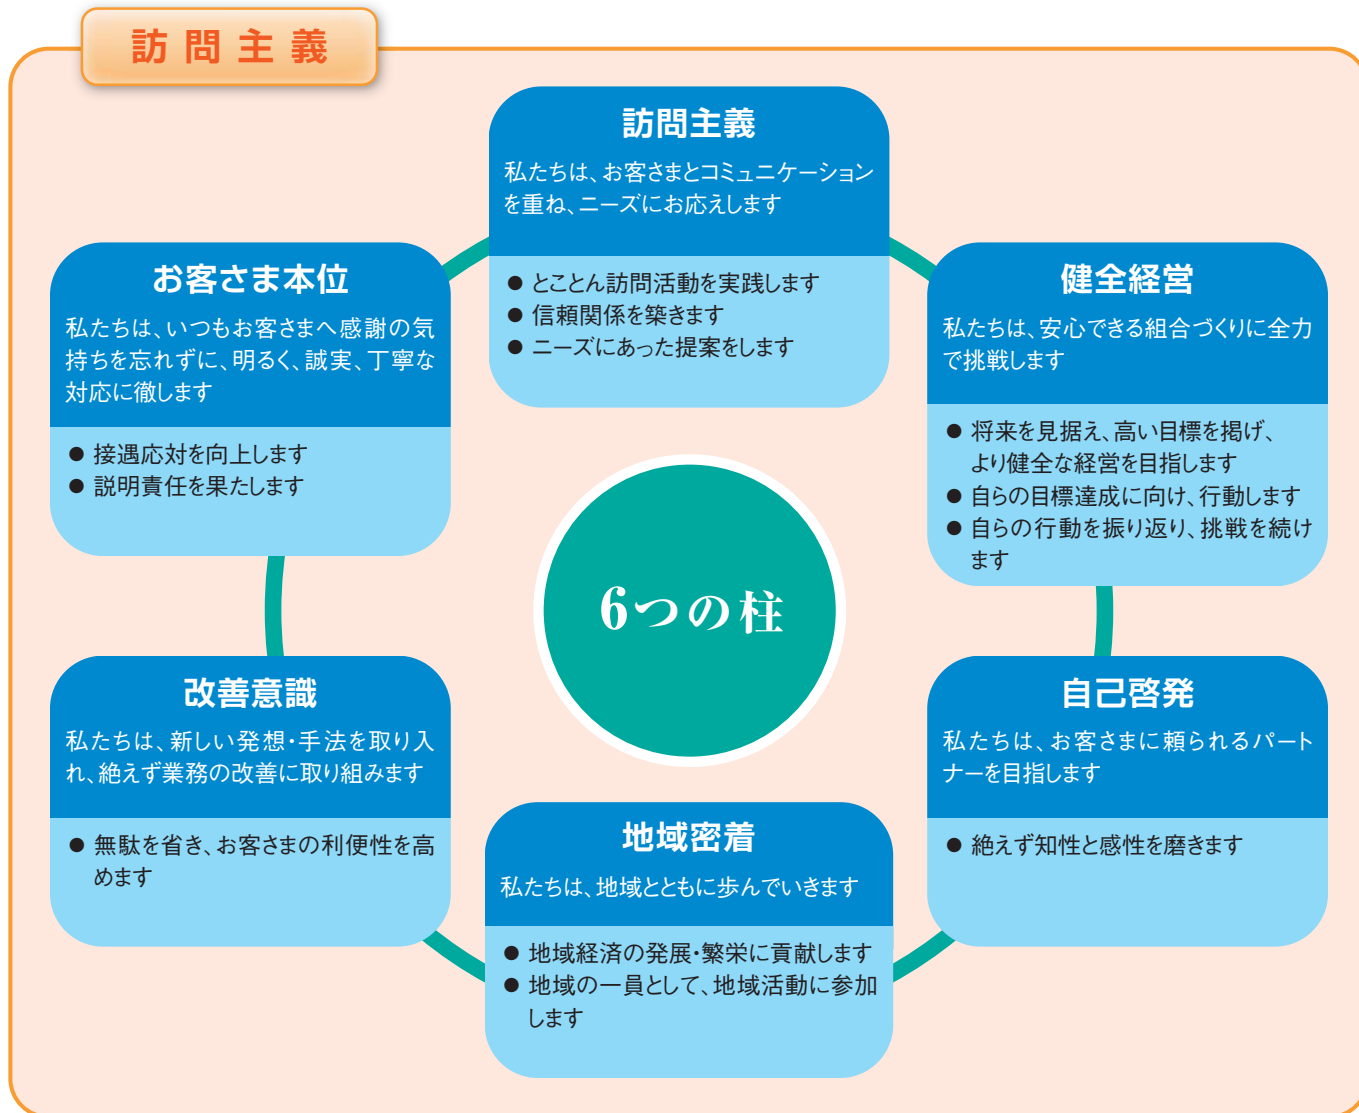 訪問主義
訪問主義
私たちは、お客さまとコミュニケーション
を重ね、ニーズにお応えします
● とことん訪問活動を実践します
● 信頼関係を築きます
● ニーズにあった提案をします
お客さま本位
私たちは、いつもお客さまへ感謝の気
持ちを忘れずに、明るく、誠実、丁寧な
対応に徹します
● 接遇応対を向上します
● 説明責任を果たします
健全経営
私たちは、安心できる組合づくりに全力
で挑戦します
● 将来を見据え、高い目標を掲げ、
より健全な経営を目指します
● 自らの目標達成に向け、行動します
● 自らの行動を振り返り、挑戦を続け
ます
6つの柱
改善意識
私たちは、新しい発想・手法を取り入
れ、絶えず業務の改善に取り組みます
● 無駄を省き、お客さまの利便性を高
めます
自己啓発
私たちは、お客さまに頼られるパート
ナーを目指します
● 絶えず知性と感性を磨きます
地域密着
私たちは、地域とともに歩んでいきます
● 地域経済の発展・繁栄に貢献します
● 地域の一員として、地域活動に参加
します